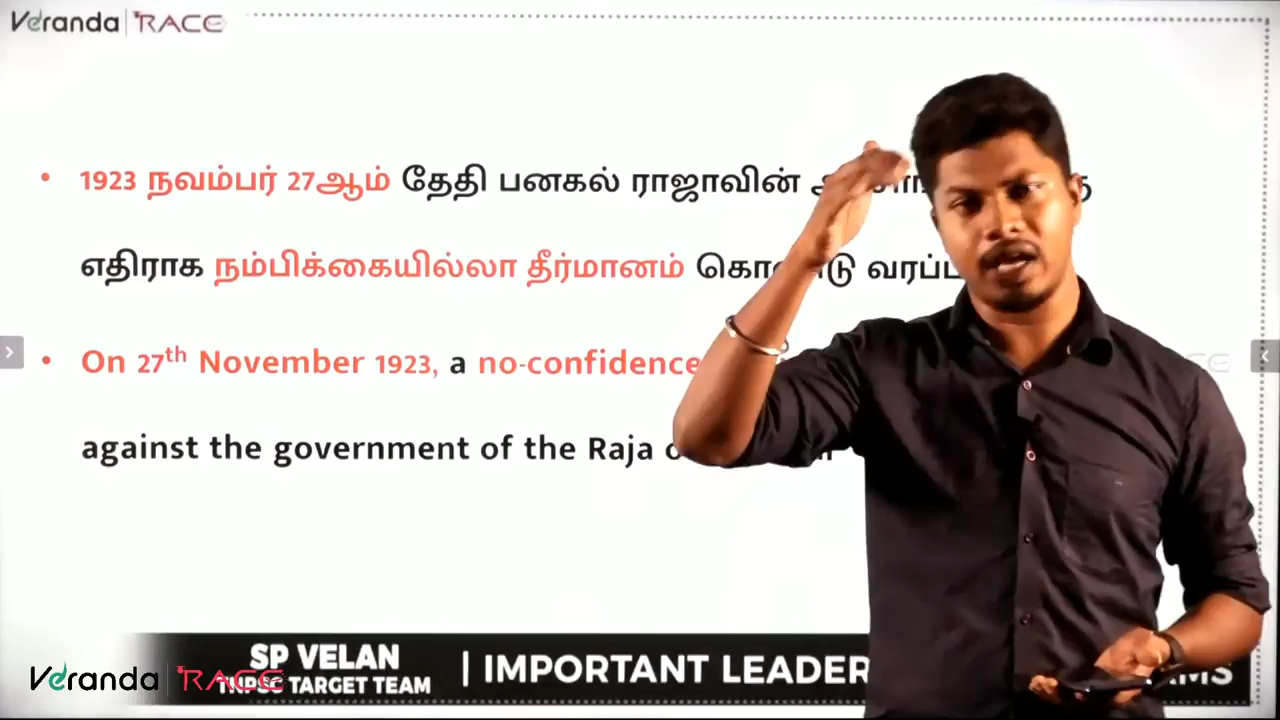 Veranda RACE
• 1923 நவம்பர் 27ஆம் தேதி பனகல் ராஜாவின்
எதிராக நம்பிக்கையில்லா தீர்மானம்
• On 27th November 1923, a no-confidence
against the government of the Raja
SP VELAN
TNPSC TARGET TEAM
| IMPORTANT LEADER
Veranda RACE